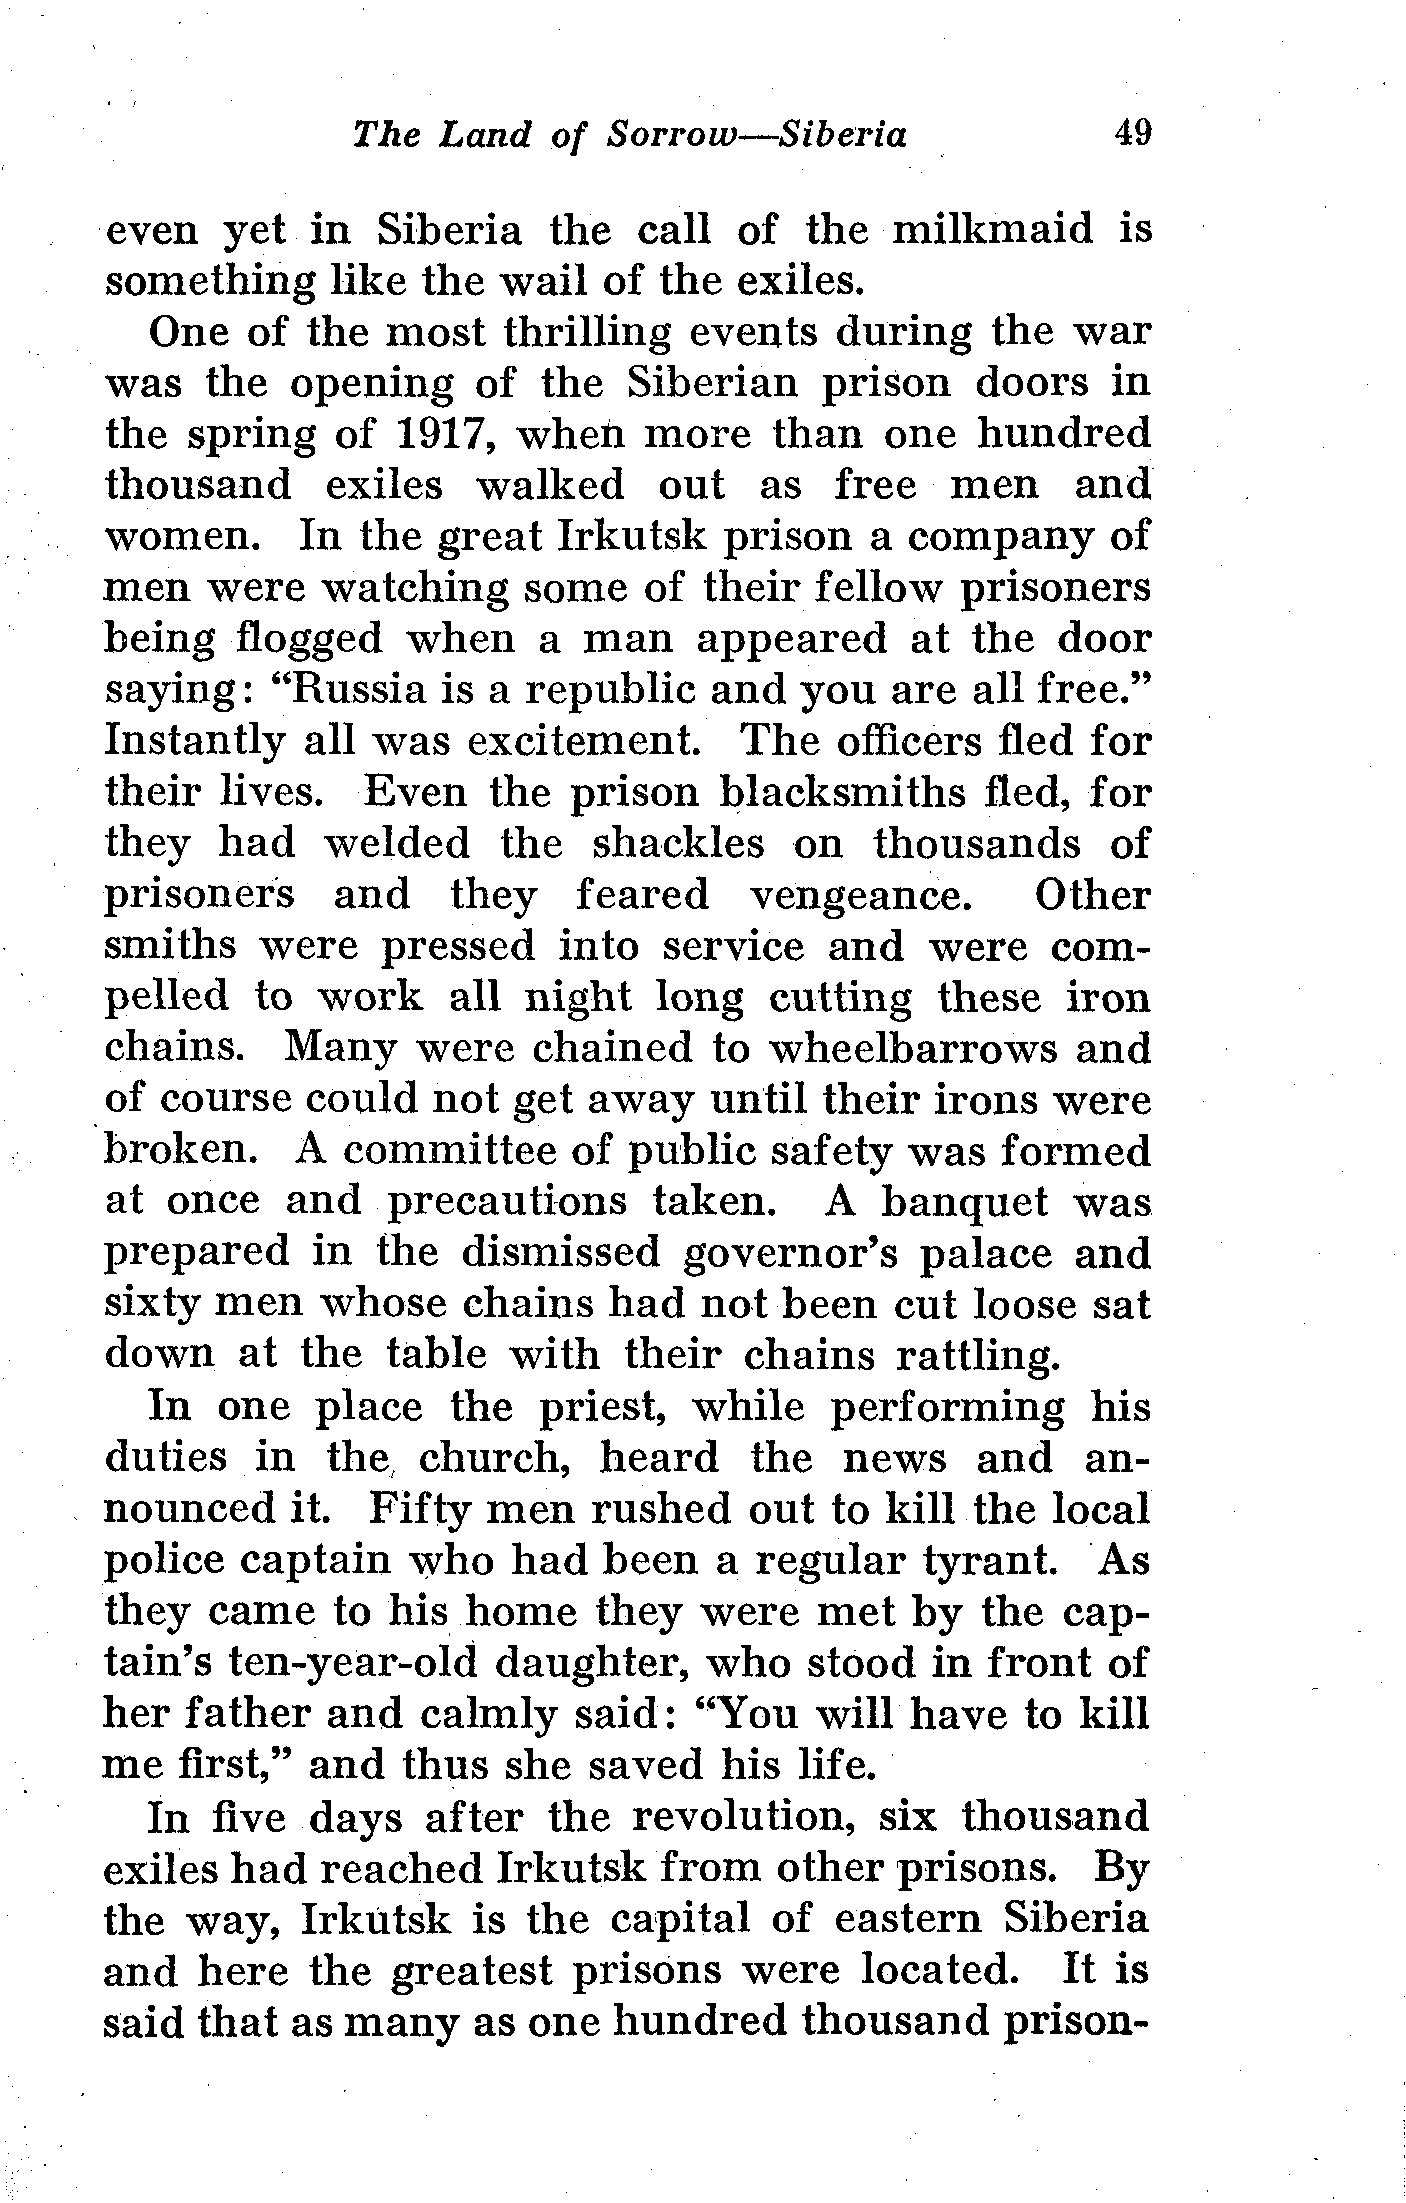 The Land of Sorrow—Siberia 49
even yet in Siberia the call of the milkmaid is
something like the wail of the exiles.
One of the most thrilling events during the war
was the opening of the Siberian prison doors in
the spring of 1917, when more than one hundred
thousand exiles walked out as free men and
women. In the great Irkutsk prison a company of
men were watching some of their fellow prisoners
being flogged when a man appeared at the door
saying: “Russia is a republic and you are all free.”
Instantly all was excitement. The officers fled for
their lives. Even the prison blacksmiths fled, for
they had welded the shackles on thousands of
prisoners and they feared vengeance. Other
smiths were pressed into service and were com-
pelled to work all night long cutting these iron
chains. Many were chained to wheelbarrows and
of course could not get away until their irons were
broken. A committee of public safety was formed
at once and precautions taken. A banquet was
prepared in the dismissed governor’s palace and
sixty men whose chains had not been cut loose sat
down at the table with their chains rattling.
In one place the priest, while performing his
duties in the church, heard the news and an-
nounced it. Fifty men rushed out to kill the local
police captain who had been a regular tyrant. As
they came to his home they were met by the cap-
tain’s ten-year-old daughter, who stood in front of
her father and calmly said: “You will have to kill
me first,” and thus she saved his life.
In five days after the revolution, six thousand
exiles had reached Irkutsk from other prisons. By
the way, Irkutsk is the capital of eastern Siberia
and here the greatest prisons were located. It is
said that as many as one hundred thousand prison-